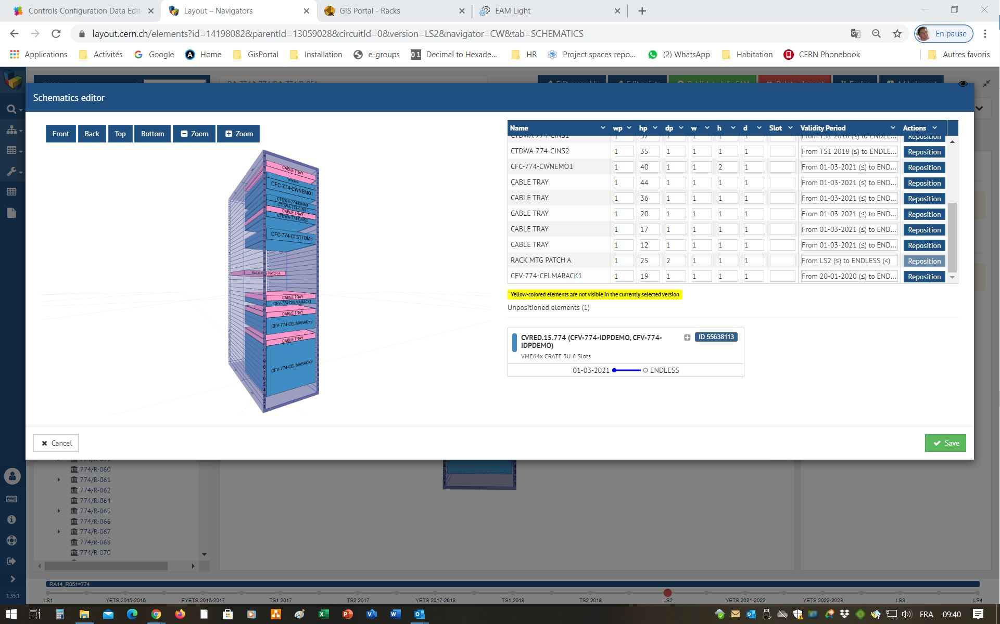 Controls Configuration Data Edit
Layout – Navigators
GIS Portal - Racks
EAM Light
layout.cern.ch/elements?id=14198082&parentId=13059028&circuitId=0&version=LS2&navigator=CW&tab=SCHEMATICS
En pause
Applications
Activités
Google
Home
GisPortal
Installation
e-groups
Decimal to Hexade...
HR
Project spaces repo...
(2) WhatsApp
Habitation
CERN Phonebook
Autres favoris
Schematics editor
Front
Back
Top
Bottom
Zoom
Zoom
CABLE TRAY
CFC-774-CWNEMO1
CTDWA-774-CINM1
CTDWA-774-CINS1
CABLE TRAY
CTDWA-774-CINS2
CFC-774-CTSTTOM3
RACK MTG PATCH A
CABLE TRAY
CFV-774-CELMARACK1
CABLE TRAY
CFV-774-CELMARACK3
CABLE TRAY
CFV-774-CELMARACK9
Name wp hp dp w h d Slot Validity Period Actions
CTDWA-774-CINS1 1 37 1 1 1 1 From TS1 2018 (≤) to ENDLE... Reposition
CTDWA-774-CINS2 1 35 1 1 1 1 From TS1 2018 (≤) to ENDLE... Reposition
CFC-774-CWNEMO1 1 40 1 1 2 1 From 01-03-2021 (≤) to END... Reposition
CABLE TRAY 1 44 1 1 1 1 From 01-03-2021 (≤) to END... Reposition
CABLE TRAY 1 36 1 1 1 1 From 01-03-2021 (≤) to END... Reposition
CABLE TRAY 1 20 1 1 1 1 From 01-03-2021 (≤) to END... Reposition
CABLE TRAY 1 17 1 1 1 1 From 01-03-2021 (≤) to END... Reposition
CABLE TRAY 1 12 1 1 1 1 From 01-03-2021 (≤) to END... Reposition
RACK MTG PATCH A 1 25 2 1 1 1 From LS2 (≤) to ENDLESS (<) Reposition
CFV-774-CELMARACK1 1 19 1 1 1 1 From 20-01-2020 (≤) to END... Reposition
Yellow-colored elements are not visible in the currently selected version
Unpositioned elements (1)
CVRED.15.774 (CFV-774-IDPDEMO, CFV-774-
IDPDEMO)
ID 55638113
VME64x CRATE 3U 6 Slots
01-03-2021 ENDLESS
Cancel
Save
774/R-060
774/R-061
774/R-062
774/R-064
774/R-065
774/R-066
774/R-067
774/R-068
774/R-070
1.35.1
RA14_R051=774
LS1 YETS 2015-2016 EYETS 2016-2017 TS1 2017 TS2 2017 YETS 2017-2018 TS1 2018 TS2 2018 LS2 YETS 2021-2022 YETS 2022-2023 LS3 LS4
FRA
09:40